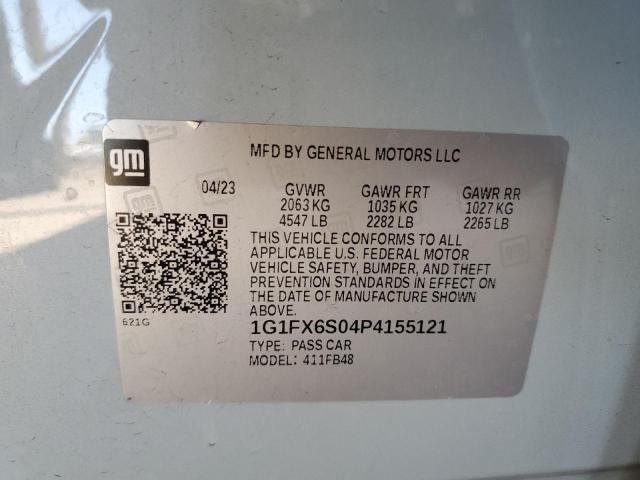 gm
MFD BY GENERAL MOTORS LLC
04/23 GVWR GAWR FRT GAWR RR
2063 KG 1035 KG 1027 KG
4547 LB 2282 LB 2265 LB
THIS VEHICLE CONFORMS TO ALL
APPLICABLE U.S. FEDERAL MOTOR
VEHICLE SAFETY, BUMPER, AND THEFT
PREVENTION STANDARDS IN EFFECT ON
THE DATE OF MANUFACTURE SHOWN
ABOVE.
621G
1G1FX6S04P4155121
TYPE: PASS CAR
MODEL: 411FB48